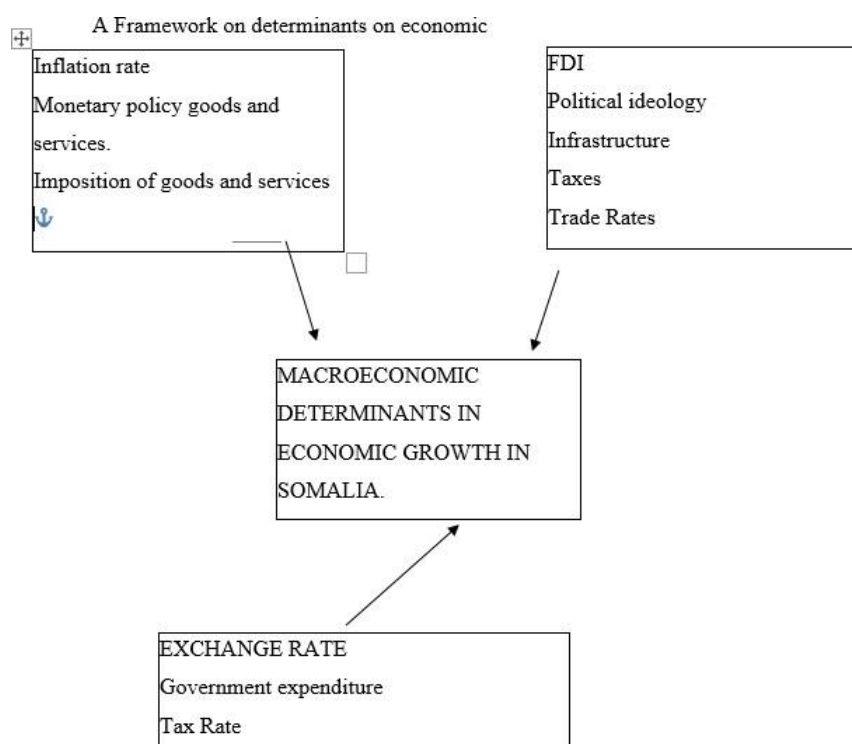 A Framework on determinants on economic
Inflation rate
Monetary policy goods and
services.
Imposition of goods and services
FDI
Political ideology
Infrastructure
Taxes
Trade Rates
MACROECONOMIC
DETERMINANTS IN
ECONOMIC GROWTH IN
SOMALIA.
EXCHANGE RATE
Government expenditure
Tax Rate